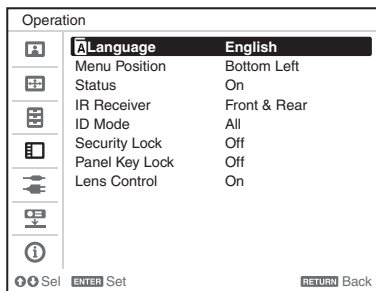 Operation
A Language English
Menu Position Bottom Left
Status On
IR Receiver Front & Rear
ID Mode All
Security Lock Off
Panel Key Lock Off
Lens Control On
Sel ENTER Set RETURN Back